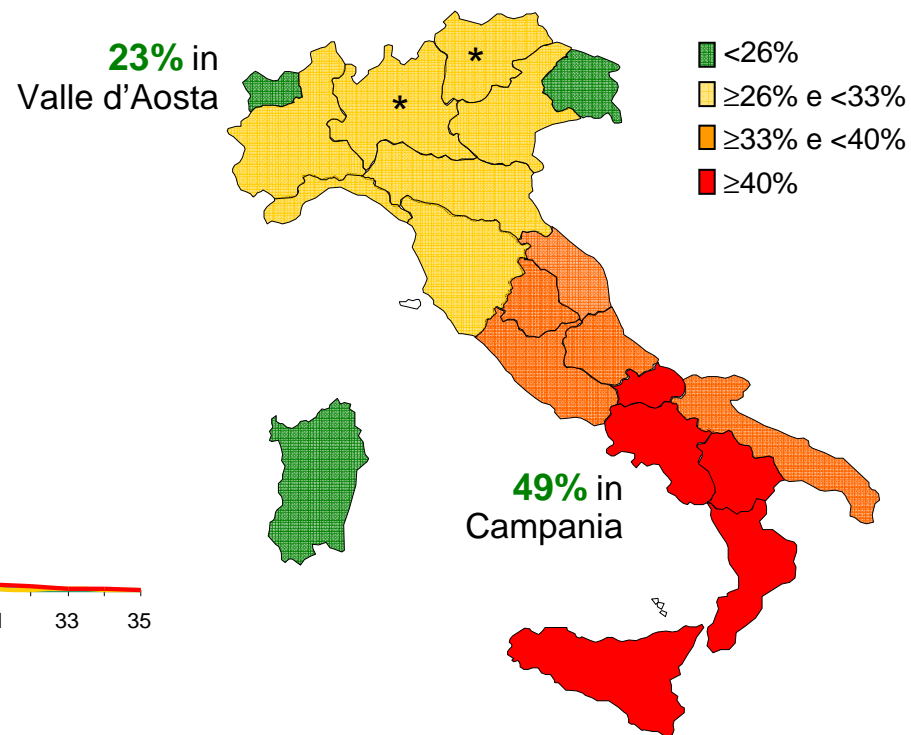 23% in
Valle d'Aosta
*
*
<26%
≥26% e <33%
≥33% e <40%
≥40%
49% in
Campania
33
35